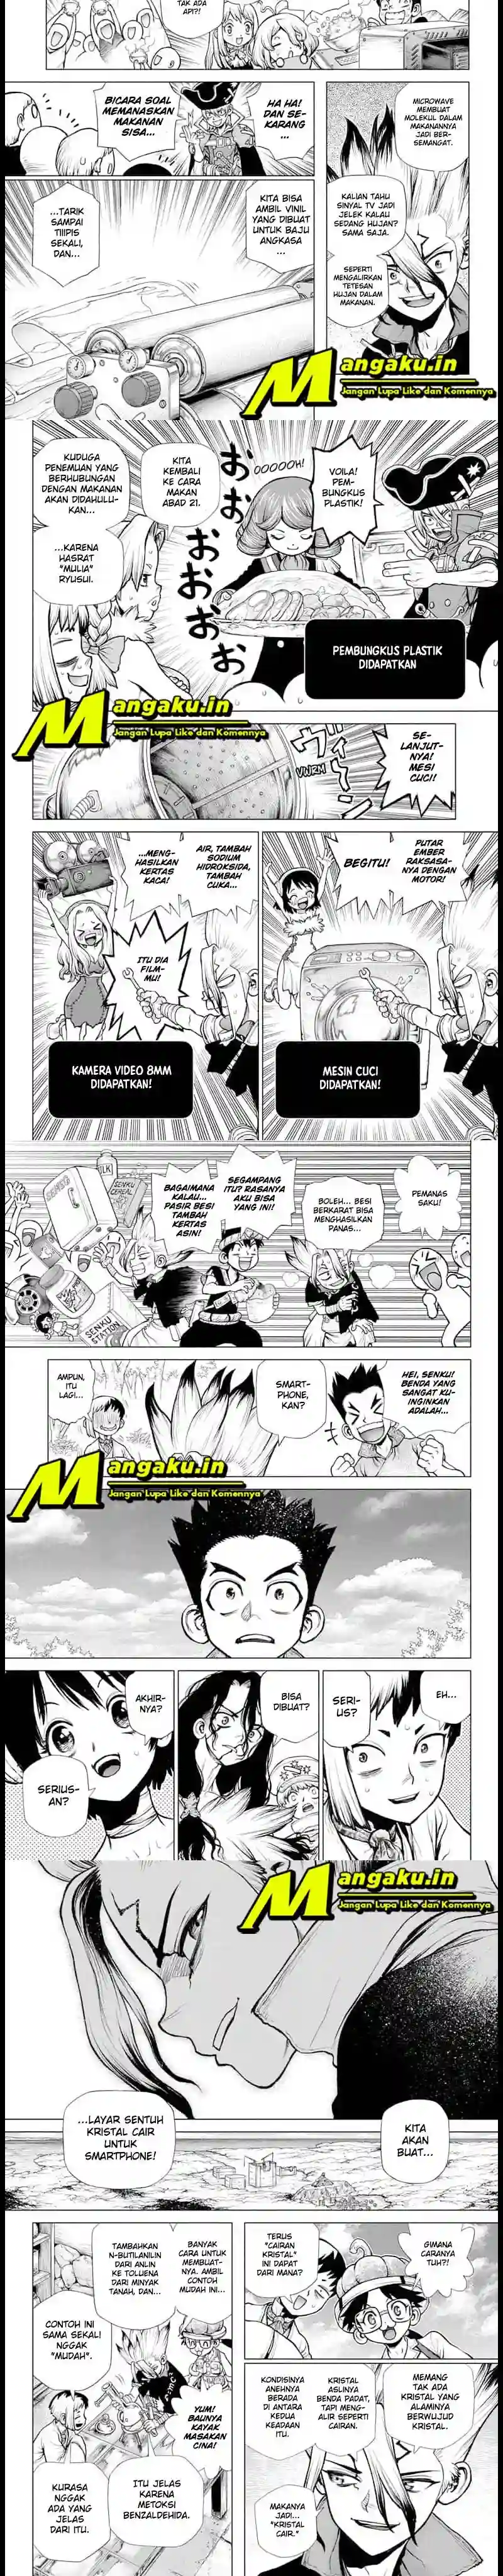 TAK ADA
API?!
MICROWAVE
MEMBUAT
MOLEKUL DALAM
MAKANANNYA
JADI BER-
SEMANGAT.
HA HA!
DAN SE-
KARANG
...
BICARA SOAL
MEMANASKAN
MAKANAN
SISA...
KALIAN TAHU
SINYAL TV JADI
JELEK KALAU
SEDANG HUJAN?
SAMA SAJA.
SEPERTI
MENGALIRKAN
TETESAN
HUJAN DALAM
MAKANAN.
KITA BISA
AMBIL VINIL
YANG DIBUAT
UNTUK BAJU
ANGKASA
...
...TARIK
SAMPAI
TIIIPIS
SEKALI,
DAN...
Mangaku.in
Jangan Lupa Like dan Komennya
VOILA!
PEM-
BUNGKUS
PLASTIK!
OOOOOH!
おおおおおお
KITA
KEMBALI
KE CARA
MAKAN
ABAD 21.
KUDUGA
PENEMUAN YANG
BERHUBUNGAN
DENGAN MAKANAN
AKAN DIDAHULU-
KAN...
...KARENA
HASRAT
"MULIA"
RYUSUI.
PEMBUNGKUS PLASTIK
DIDAPATKAN
Mangaku.in
Jangan Lupa Like dan Komennya
SE-
LANJUT-
NYA!
MESI
CUCI!
VWRM
PUTAR
EMBER
RAKSASA-
NYA DENGAN
MOTOR!
BEGITU!
MESIN CUCI
DIDAPATKAN!
AIR, TAMBAH
SODIUM
HIDROKSIDA,
TAMBAH
CUKA...
...MENG-
HASILKAN
KERTAS
KACA!
ITU DIA
FILM-
MU!
KAMERA VIDEO 8MM
DIDAPATKAN!
PEMANAS
SAKU!
BOLEH... BESI
BERKARAT BISA
MENGHASILKAN
PANAS...
SEGAMPANG
ITU? RASANYA
AKU BISA
YANG INI!
BAGAIMANA
KALAU...
PASIR BESI
TAMBAH
KERTAS
ASIN!
SENKU
CEREAL
SENKU
STATION
HEI, SENKU!
BENDA YANG
SANGAT KU-
INGINKAN
ADALAH...
SMART-
PHONE,
KAN?
AMPUN,
ITU
LAGI...
Mangaku.in
Jangan Lupa Like dan Komennya
EH...
SERI-
US?
BISA
DIBUAT?
AKHIR-
NYA?
SERIUS-
AN?
Mangaku.in
Jangan Lupa Like dan Komennya
KITA
AKAN
BUAT...
...LAYAR SENTUH
KRISTAL CAIR
UNTUK
SMARTPHONE!
GIMANA
CARANYA
TUH?!
TERUS
"CAIRAN
KRISTAL"
INI DAPAT
DARI MANA?
MEMANG
TAK ADA
KRISTAL YANG
ALAMINYA
BERWUJUD
KRISTAL.
KRISTAL
ASLINYA
BENDA PADAT,
TAPI MENG-
ALIR SEPERTI
CAIRAN.
KONDISINYA
ANEHNYA
BERADA
DI ANTARA
KEDUA
KEADAAN
ITU.
MAKANYA
JADI...
"KRISTAL
CAIR."
BANYAK
CARA UNTUK
MEMBUAT-
NYA. AMBIL
CONTOH
MUDAH INI...
TAMBAHKAN
N-BUTILANILIN
DARI ANLIN
KE TOLUENA
DARI MINYAK
TANAH, DAN...
CONTOH INI
SAMA SEKALI
NGGAK
"MUDAH".
YUM!
BAUNYA
KAYAK
MASAKAN
CINA!
ITU JELAS
KARENA
METOKSI
BENZALDEHIDA.
KURASA
NGGAK
ADA YANG
JELAS
DARI ITU.